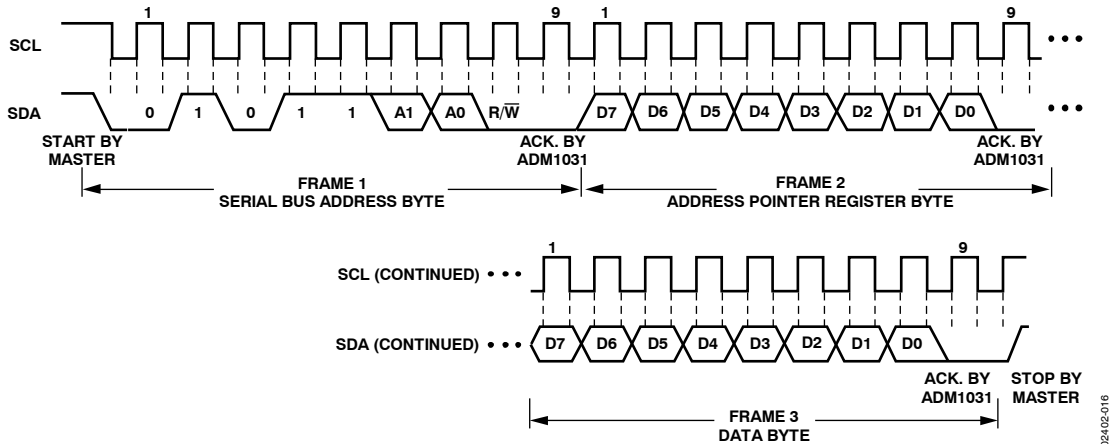 1 9 1 9
SCL
SDA 0 1 0 1 1 A1 A0 R/W̅ D7 D6 D5 D4 D3 D2 D1 D0
START BY
MASTER
ACK. BY
ADM1031
ACK. BY
ADM1031
FRAME 1
SERIAL BUS ADDRESS BYTE
FRAME 2
ADDRESS POINTER REGISTER BYTE
1 9
SCL (CONTINUED)
SDA (CONTINUED) D7 D6 D5 D4 D3 D2 D1 D0
ACK. BY
ADM1031
STOP BY
MASTER
FRAME 3
DATA BYTE
02402-016